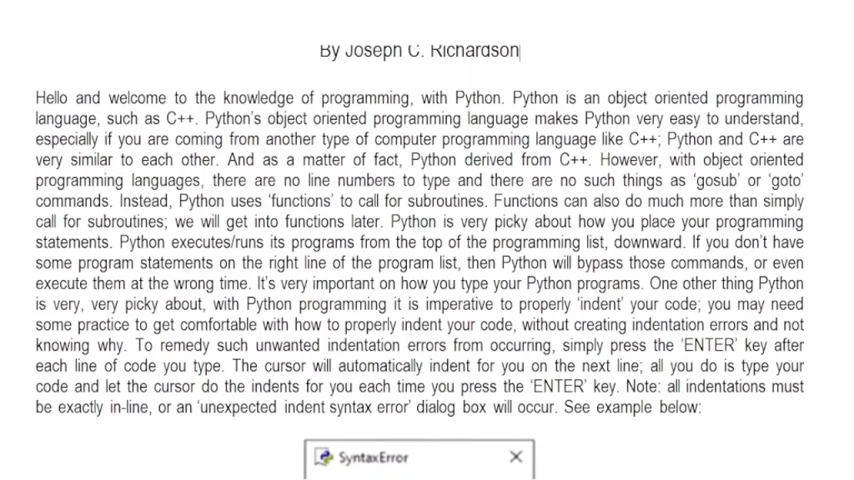 By Joseph C. Richardson
Hello and welcome to the knowledge of programming, with Python. Python is an object oriented programming
language, such as C++. Python's object oriented programming language makes Python very easy to understand,
especially if you are coming from another type of computer programming language like C++; Python and C++ are
very similar to each other. And as a matter of fact, Python derived from C++. However, with object oriented
programming languages, there are no line numbers to type and there are no such things as ‘gosub’ or ‘goto’
commands. Instead, Python uses ‘functions’ to call for subroutines. Functions can also do much more than simply
call for subroutines; we will get into functions later. Python is very picky about how you place your programming
statements. Python executes/runs its programs from the top of the programming list, downward. If you don’t have
some program statements on the right line of the program list, then Python will bypass those commands, or even
execute them at the wrong time. It’s very important on how you type your Python programs. One other thing Python
is very, very picky about, with Python programming it is imperative to properly ‘indent’ your code; you may need
some practice to get comfortable with how to properly indent your code, without creating indentation errors and not
knowing why. To remedy such unwanted indentation errors from occurring, simply press the ‘ENTER’ key after
each line of code you type. The cursor will automatically indent for you on the next line; all you do is type your
code and let the cursor do the indents for you each time you press the ‘ENTER’ key. Note: all indentations must
be exactly in-line, or an ‘unexpected indent syntax error’ dialog box will occur. See example below:
SyntaxError